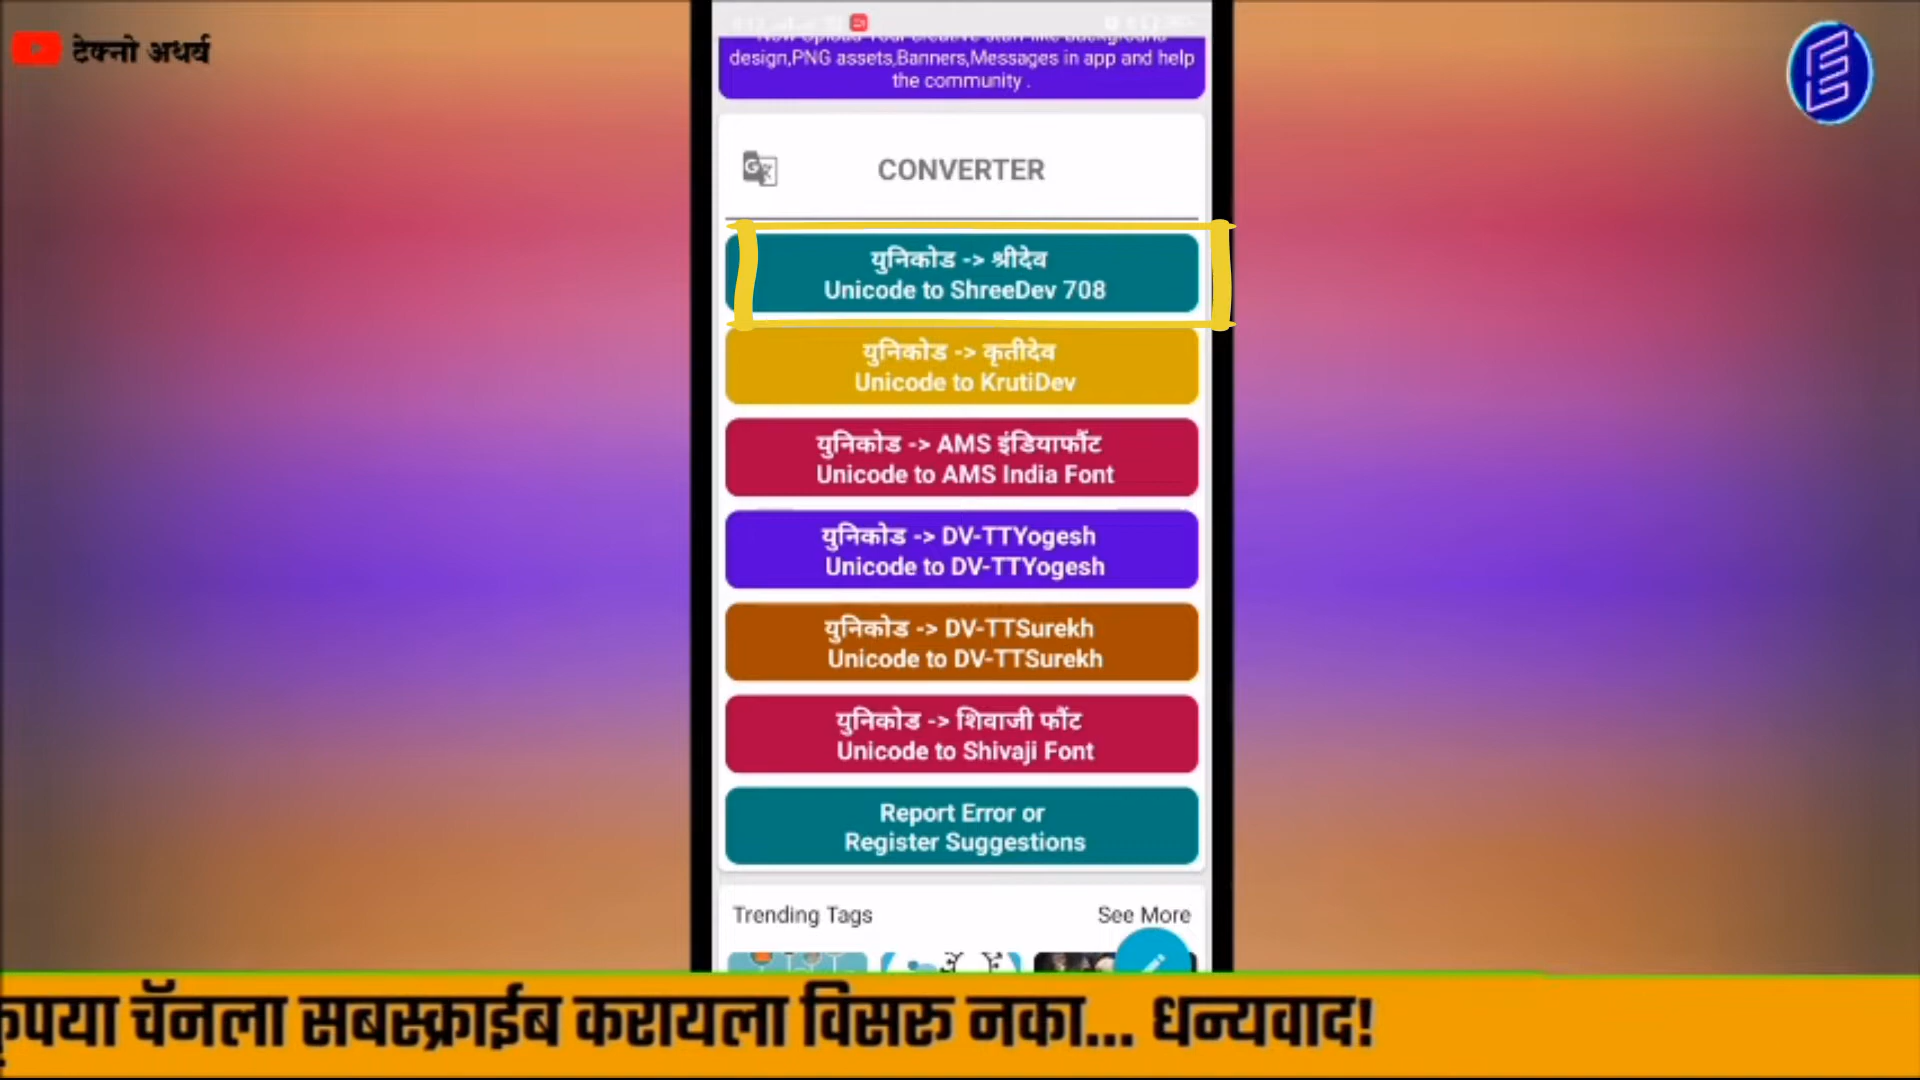 टेक्नो अथर्व
design,PNG assets,Banners,Messages in app and help
the community .
CONVERTER
युनिकोड -> श्रीदेव
Unicode to ShreeDev 708
युनिकोड -> कृतीदेव
Unicode to KrutiDev
युनिकोड -> AMS इंडियाफौंट
Unicode to AMS India Font
युनिकोड -> DV-TTYogesh
Unicode to DV-TTYogesh
युनिकोड -> DV-TTSurekh
Unicode to DV-TTSurekh
युनिकोड -> शिवाजी फौंट
Unicode to Shivaji Font
Report Error or
Register Suggestions
Trending Tags
See More
कृपया चॅनला सबस्क्राईब करायला विसरु नका... धन्यवाद!